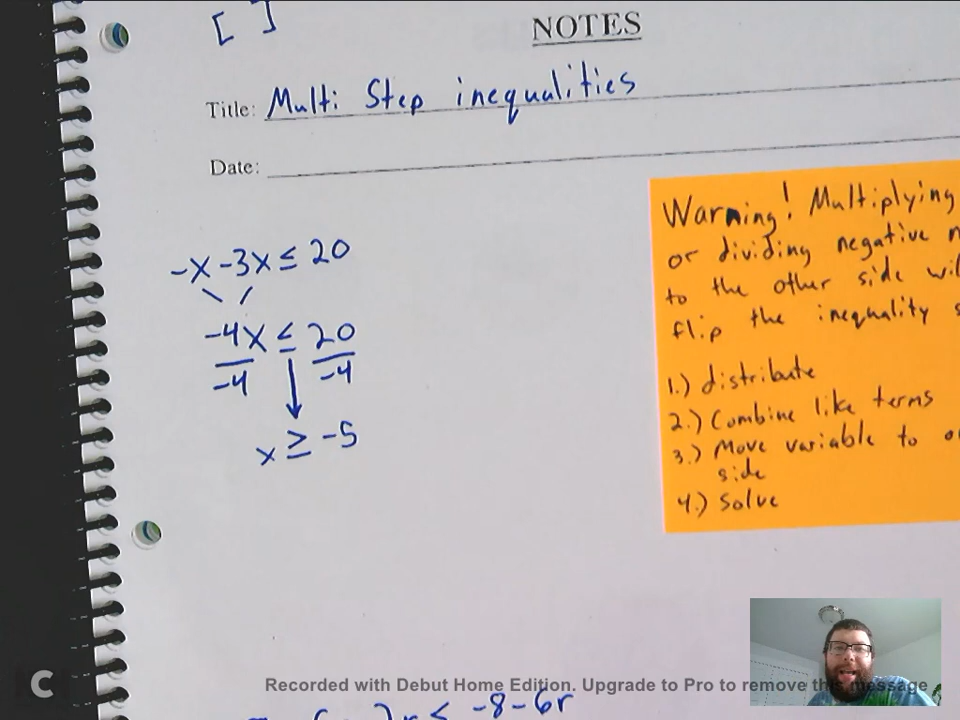 [ ]
NOTES
Title: Multi Step inequalities
Date:
-x -3x ≤ 20
-4x ≤ 20
-4 -4
x ≥ -5
Warning! Multiplying
or dividing negative
to the other side
flip the inequality
1.) distribute
2.) Combine like terms
3.) Move variable to
side
4.) Solve
≤ -8-6r
C
Recorded with Debut Home Edition. Upgrade to Pro to remove this message